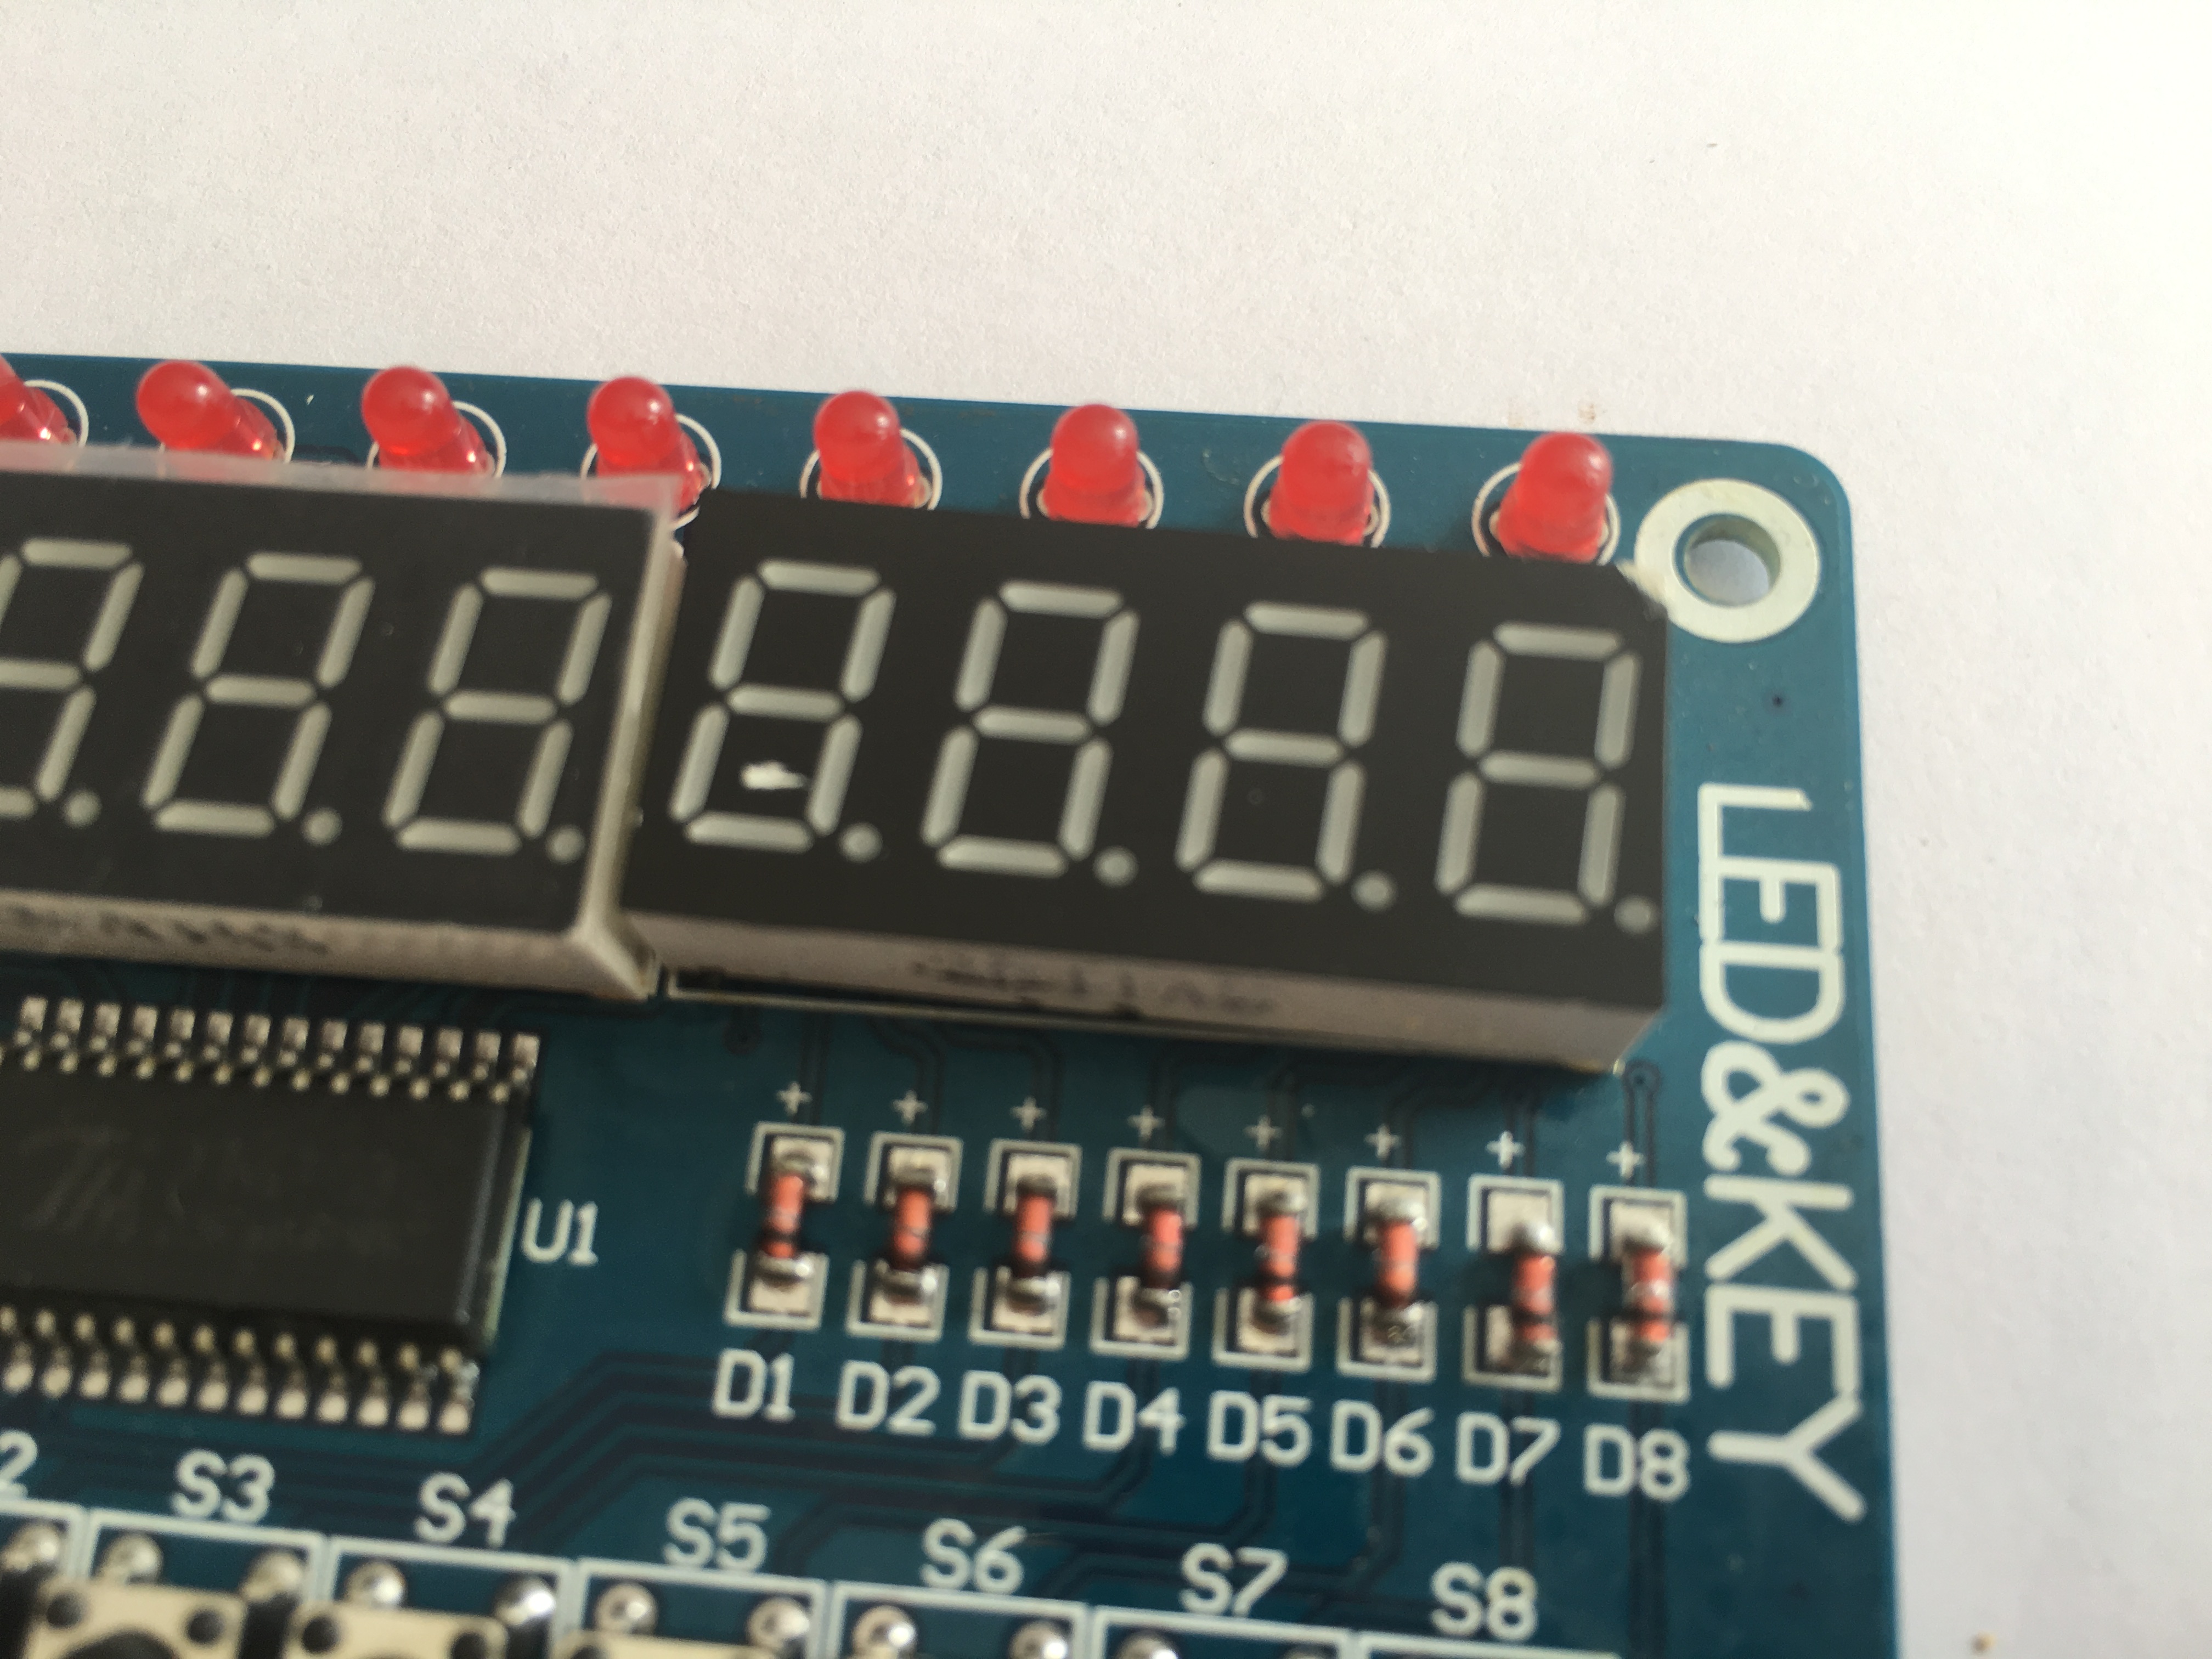 LED&KEY
U1
+ + + + + + + +
D1 D2 D3 D4 D5 D6 D7 D8
2 S3 S4 S5 S6 S7 S8